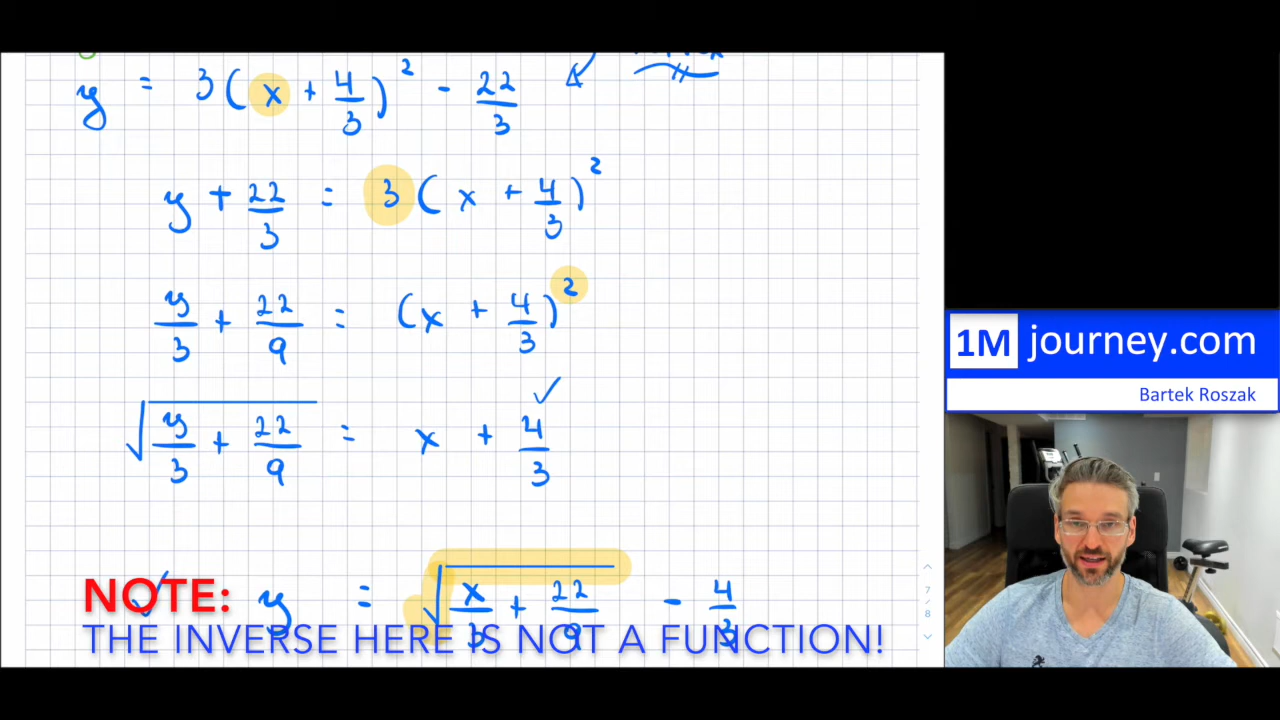 y = 3(x + 4/3)² - 22/3
y + 22/3 = 3(x + 4/3)²
y/3 + 22/9 = (x + 4/3)²
√(y/3 + 22/9) = x + 4/3
y = √(x/3 + 22/9) - 4/3
NOTE:
THE INVERSE HERE IS NOT A FUNCTION!
1M journey.com
Bartek Roszak
7
/
8